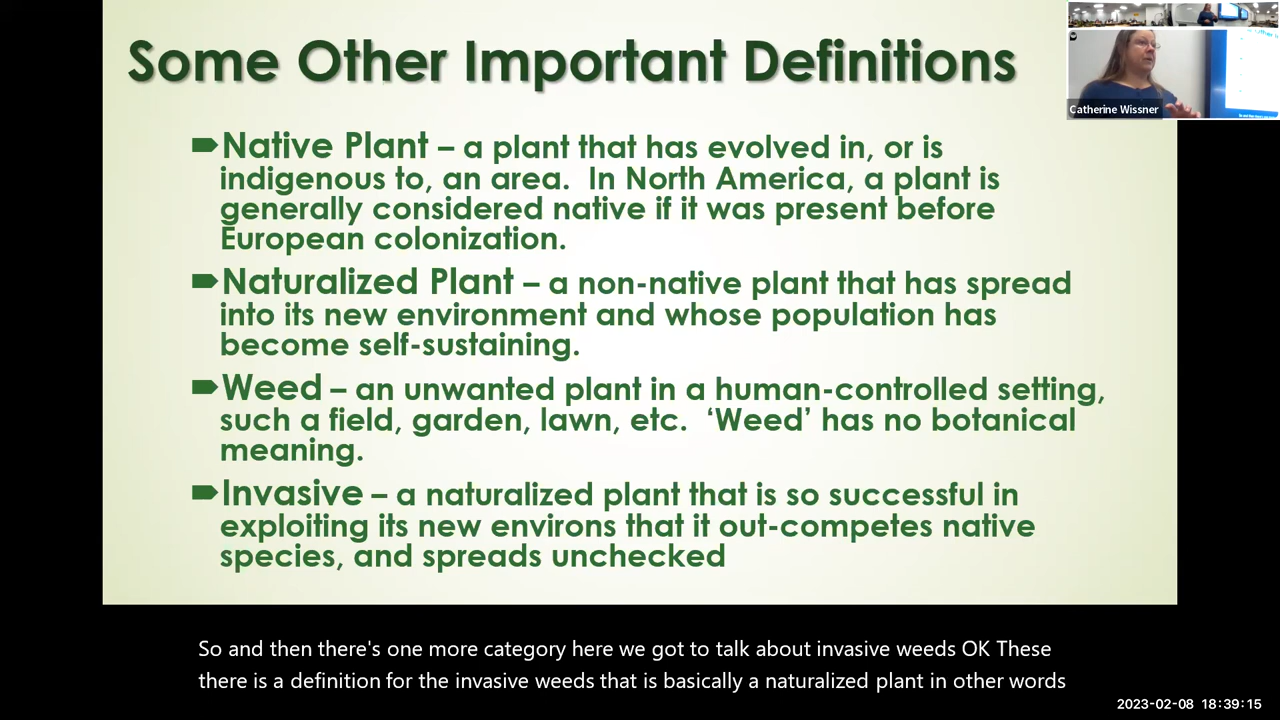 Some Other Important Definitions
Catherine Wissner
Native Plant – a plant that has evolved in, or is
indigenous to, an area. In North America, a plant is
generally considered native if it was present before
European colonization.
Naturalized Plant – a non-native plant that has spread
into its new environment and whose population has
become self-sustaining.
Weed – an unwanted plant in a human-controlled setting,
such a field, garden, lawn, etc. ‘Weed’ has no botanical
meaning.
Invasive – a naturalized plant that is so successful in
exploiting its new environs that it out-competes native
species, and spreads unchecked
So and then there's one more category here we got to talk about invasive weeds OK These
there is a definition for the invasive weeds that is basically a naturalized plant in other words
2023-02-08 18:39:15